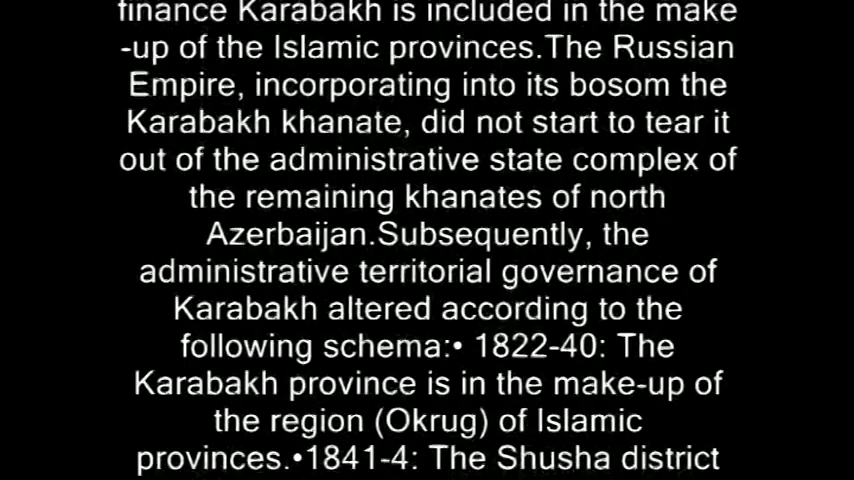 finance Karabakh is included in the make
-up of the Islamic provinces.The Russian
Empire, incorporating into its bosom the
Karabakh khanate, did not start to tear it
out of the administrative state complex of
the remaining khanates of north
Azerbaijan.Subsequently, the
administrative territorial governance of
Karabakh altered according to the
following schema:• 1822-40: The
Karabakh province is in the make-up of
the region (Okrug) of Islamic
provinces.•1841-4: The Shusha district